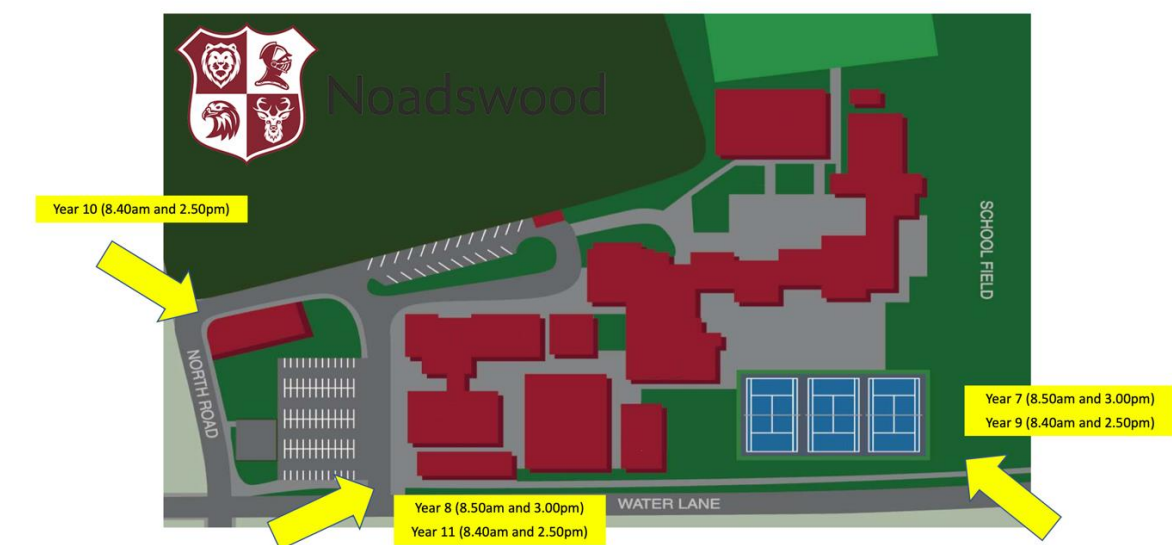 Noadswood
Year 10 (8.40am and 2.50pm)
SCHOOL FIELD
NORTH ROAD
Year 7 (8.50am and 3.00pm)
Year 9 (8.40am and 2.50pm)
Year 8 (8.50am and 3.00pm)
Year 11 (8.40am and 2.50pm)
WATER LANE